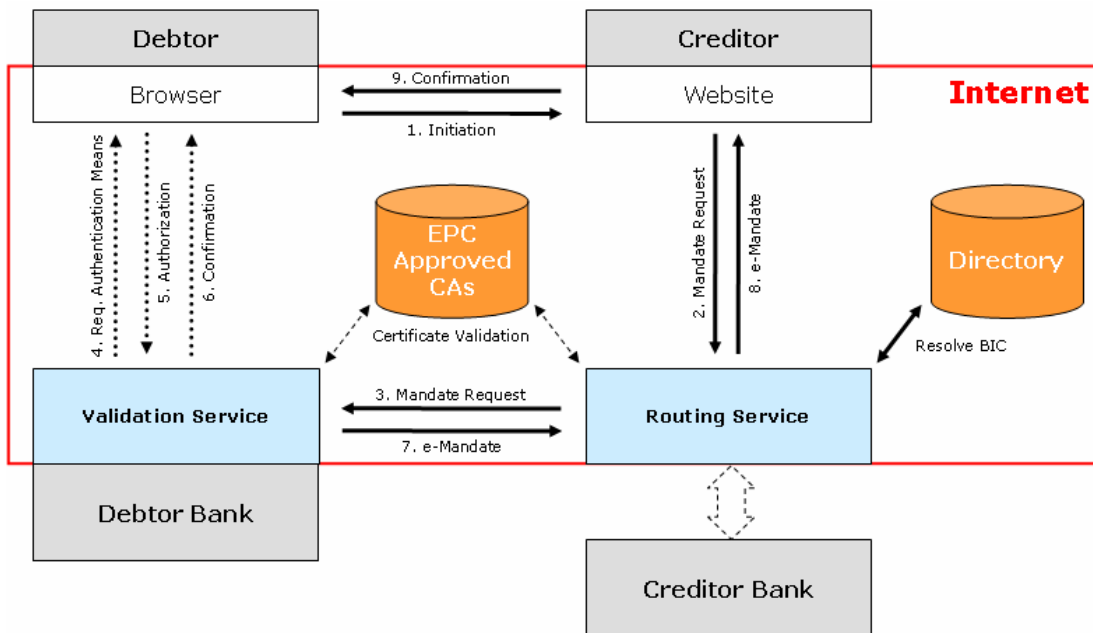 Debtor
Creditor
Browser
9. Confirmation
Website
Internet
1. Initiation
4. Req. Authentication Means
5. Authorization
6. Confirmation
EPC
Approved
CAs
2. Mandate Request
8. e-Mandate
Directory
Certificate Validation
Resolve BIC
Validation Service
3. Mandate Request
Routing Service
7. e-Mandate
Debtor Bank
Creditor Bank